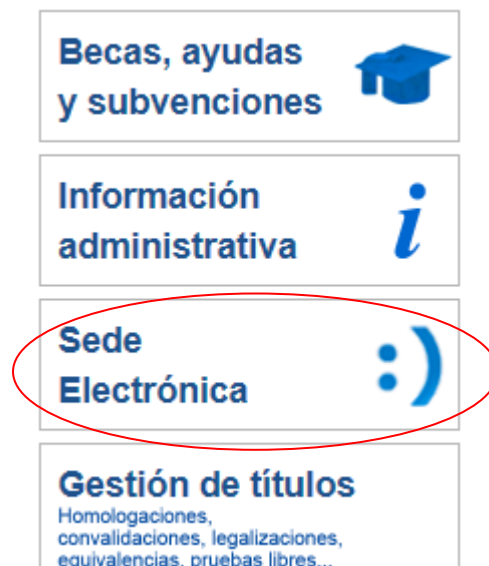 Becas, ayudas
y subvenciones
Información
administrativa
i
Sede
Electrónica
:)
Gestión de títulos
Homologaciones,
convalidaciones, legalizaciones,
equivalencias, pruebas libres...